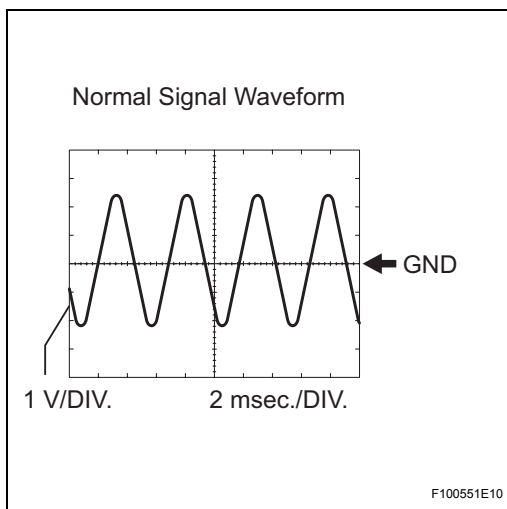 Normal Signal Waveform
GND
1 V/DIV.
2 msec./DIV.
F100551E10